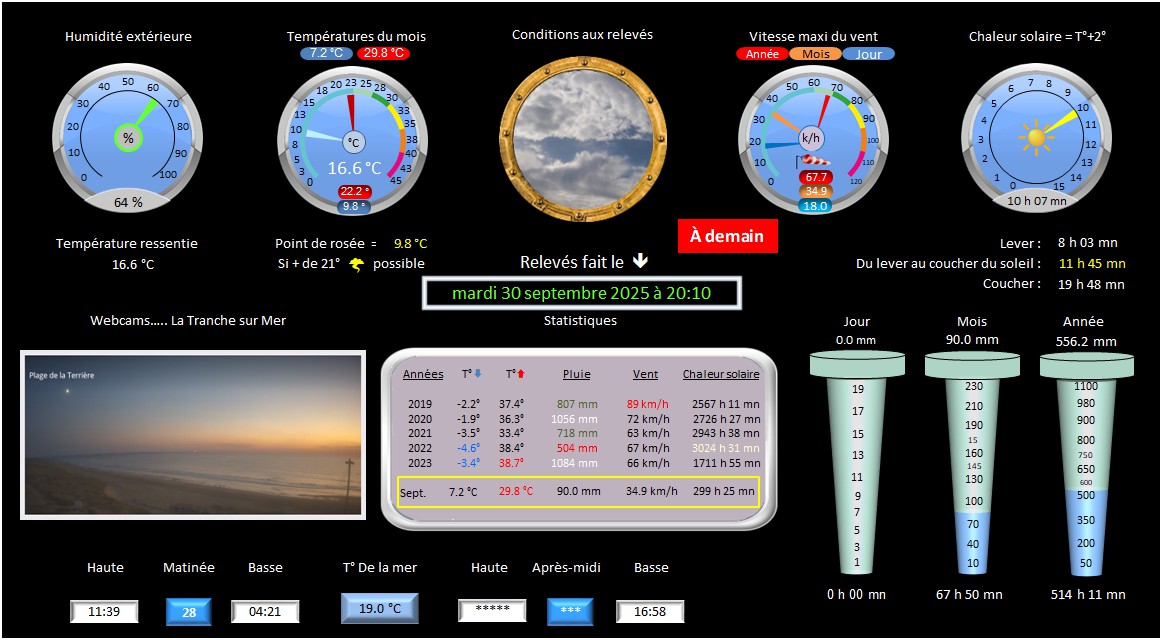 Humidité extérieure
Températures du mois
7.2 °C 29.8 °C
Conditions aux relevés
Vitesse maxi du vent
Année Mois Jour
Chaleur solaire = T°+2°
0 10 20 30 40 50 60 70 80 90 100
%
64 %
0 3 5 8 10 13 15 18 20 23 25 28 30 33 35 38 40 43 45
°C
16.6 °C
22.2 °
9.8 °
0 10 20 30 40 50 60 70 80 90 100 110 120
k/h
67.7
34.9
18.0
0 1 2 3 4 5 6 7 8 9 10 11 12 13 14 15
10 h 07 mn
Température ressentie
16.6 °C
Point de rosée = 9.8 °C
Si + de 21° possible
À demain
Relevés fait le
mardi 30 septembre 2025 à 20:10
Lever : 8 h 03 mn
Du lever au coucher du soleil : 11 h 45 mn
Coucher : 19 h 48 mn
Webcams..... La Tranche sur Mer
Plage de la Terrière
Statistiques
Années T° T° Pluie Vent Chaleur solaire
2019 -2.2° 37.4° 807 mm 89 km/h 2567 h 11 mn
2020 -1.9° 36.3° 1056 mm 72 km/h 2726 h 27 mn
2021 -3.5° 33.4° 718 mm 63 km/h 2943 h 38 mn
2022 -4.6° 38.4° 504 mm 67 km/h 3024 h 31 mn
2023 -3.4° 38.7° 1084 mm 66 km/h 1711 h 55 mn
Sept. 7.2 °C 29.8 °C 90.0 mm 34.9 km/h 299 h 25 mn
Jour
0.0 mm
19
17
15
13
11
9
7
5
3
1
0 h 00 mn
Mois
90.0 mm
230
210
190
15
160
145
130
100
70
40
10
67 h 50 mn
Année
556.2 mm
1100
980
900
800
750
650
600
500
350
200
50
514 h 11 mn
Haute Matinée Basse T° De la mer Haute Après-midi Basse
11:39 28 04:21 19.0 °C ***** *** 16:58